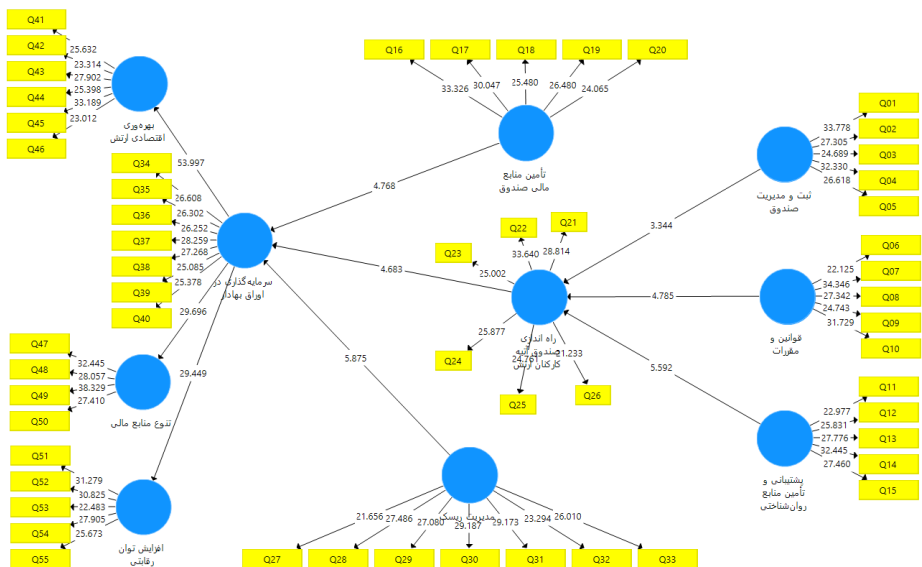 Q41
Q42
Q43
Q44
Q45
Q46
25.632
23.314
27.902
25.398
33.189
23.012
بهره‌وری
اقتصادی ارتش
53.997
Q16
Q17
Q18
Q19
Q20
33.326
30.047
25.480
26.480
24.065
تأمین منابع
مالی صندوق
4.768
Q01
Q02
Q03
Q04
Q05
33.778
27.305
24.689
32.330
26.618
ثبت و مدیریت
صندوق
3.344
Q34
Q35
Q36
Q37
Q38
Q39
Q40
26.608
26.302
26.252
28.259
27.268
25.085
25.378
سرمایه‌گذاری در
اوراق بهادار
4.683
Q21
Q22
Q23
28.814
33.640
25.002
راه اندازی
صندوق آتیه
کارکنان ارتش
25.877
24.761
21.233
Q24
Q25
Q26
4.785
Q06
Q07
Q08
Q09
Q10
22.125
34.346
27.342
24.743
31.729
قوانین و
مقررات
5.592
Q11
Q12
Q13
Q14
Q15
22.977
25.831
27.776
32.445
27.460
پشتیبانی و
تأمین منابع
روان‌شناختی
29.696
29.449
5.875
Q47
Q48
Q49
Q50
32.445
28.057
38.329
27.410
تنوع منابع مالی
Q51
Q52
Q53
Q54
Q55
31.279
30.825
22.483
27.905
25.673
افزایش توان
رقابتی
مدیریت ریسک
21.656
27.486
27.080
29.187
29.173
23.294
26.010
Q27
Q28
Q29
Q30
Q31
Q32
Q33